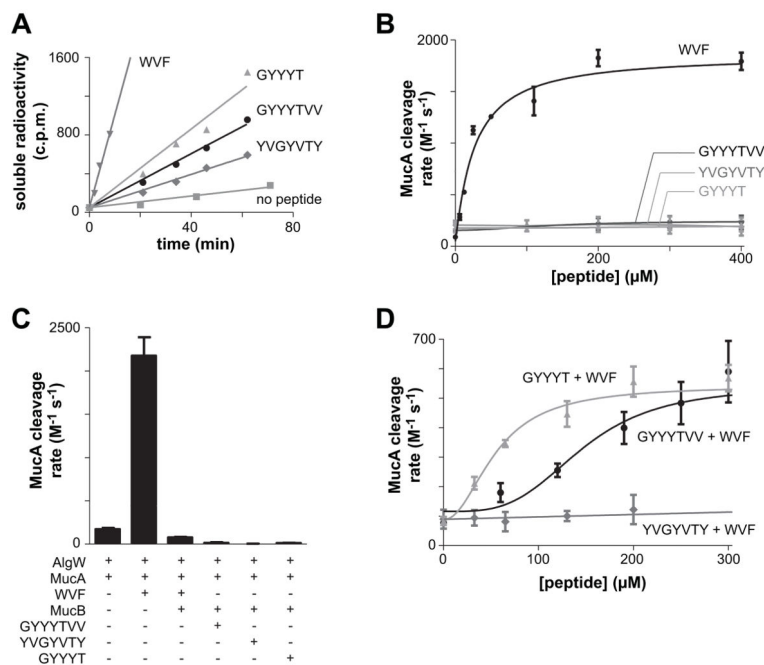 A
soluble radioactivity
(c.p.m.)
1600
800
0
0
40
80
time (min)
WVF
GYYYT
GYYYTVV
YVGYVTY
no peptide
B
MucA cleavage
rate (M-1 s-1)
2000
0
0
200
400
[peptide] (µM)
WVF
GYYYTVV
YVGYVTY
GYYYT
C
MucA cleavage
rate (M-1 s-1)
2500
0
AlgW + + + + + +
MucA + + + + + +
WVF - + + - - -
MucB - - + + + +
GYYYTVV - - - + - -
YVGYVTY - - - - + -
GYYYT - - - - - +
D
MucA cleavage
rate (M-1 s-1)
700
0
0
100
200
300
[peptide] (µM)
GYYYT + WVF
GYYYTVV + WVF
YVGYVTY + WVF